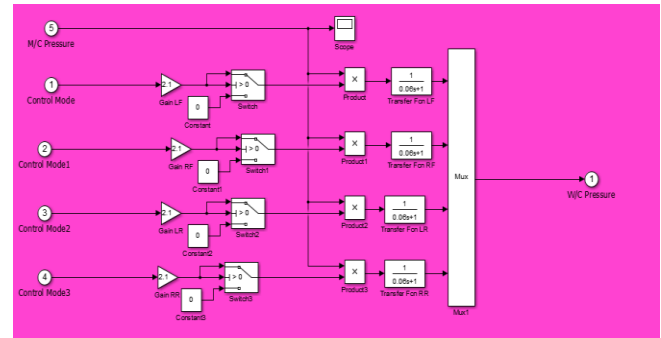 5
M/C Pressure
Scope
1
Control Mode
2.1
Gain LF
0
Constant
> 0
Switch
×
Product
1
0.06s+1
Transfer Fcn LF
2
Control Mode1
2.1
Gain RF
0
Constant1
> 0
Switch1
×
Product1
1
0.06s+1
Transfer Fcn RF
Mux
1
W/C Pressure
3
Control Mode2
2.1
Gain LR
0
Constant2
> 0
Switch2
×
Product2
1
0.06s+1
Transfer Fcn LR
4
Control Mode3
2.1
Gain RR
0
Constant3
> 0
Switch3
×
Product3
1
0.06s+1
Transfer Fcn RR
Mux1